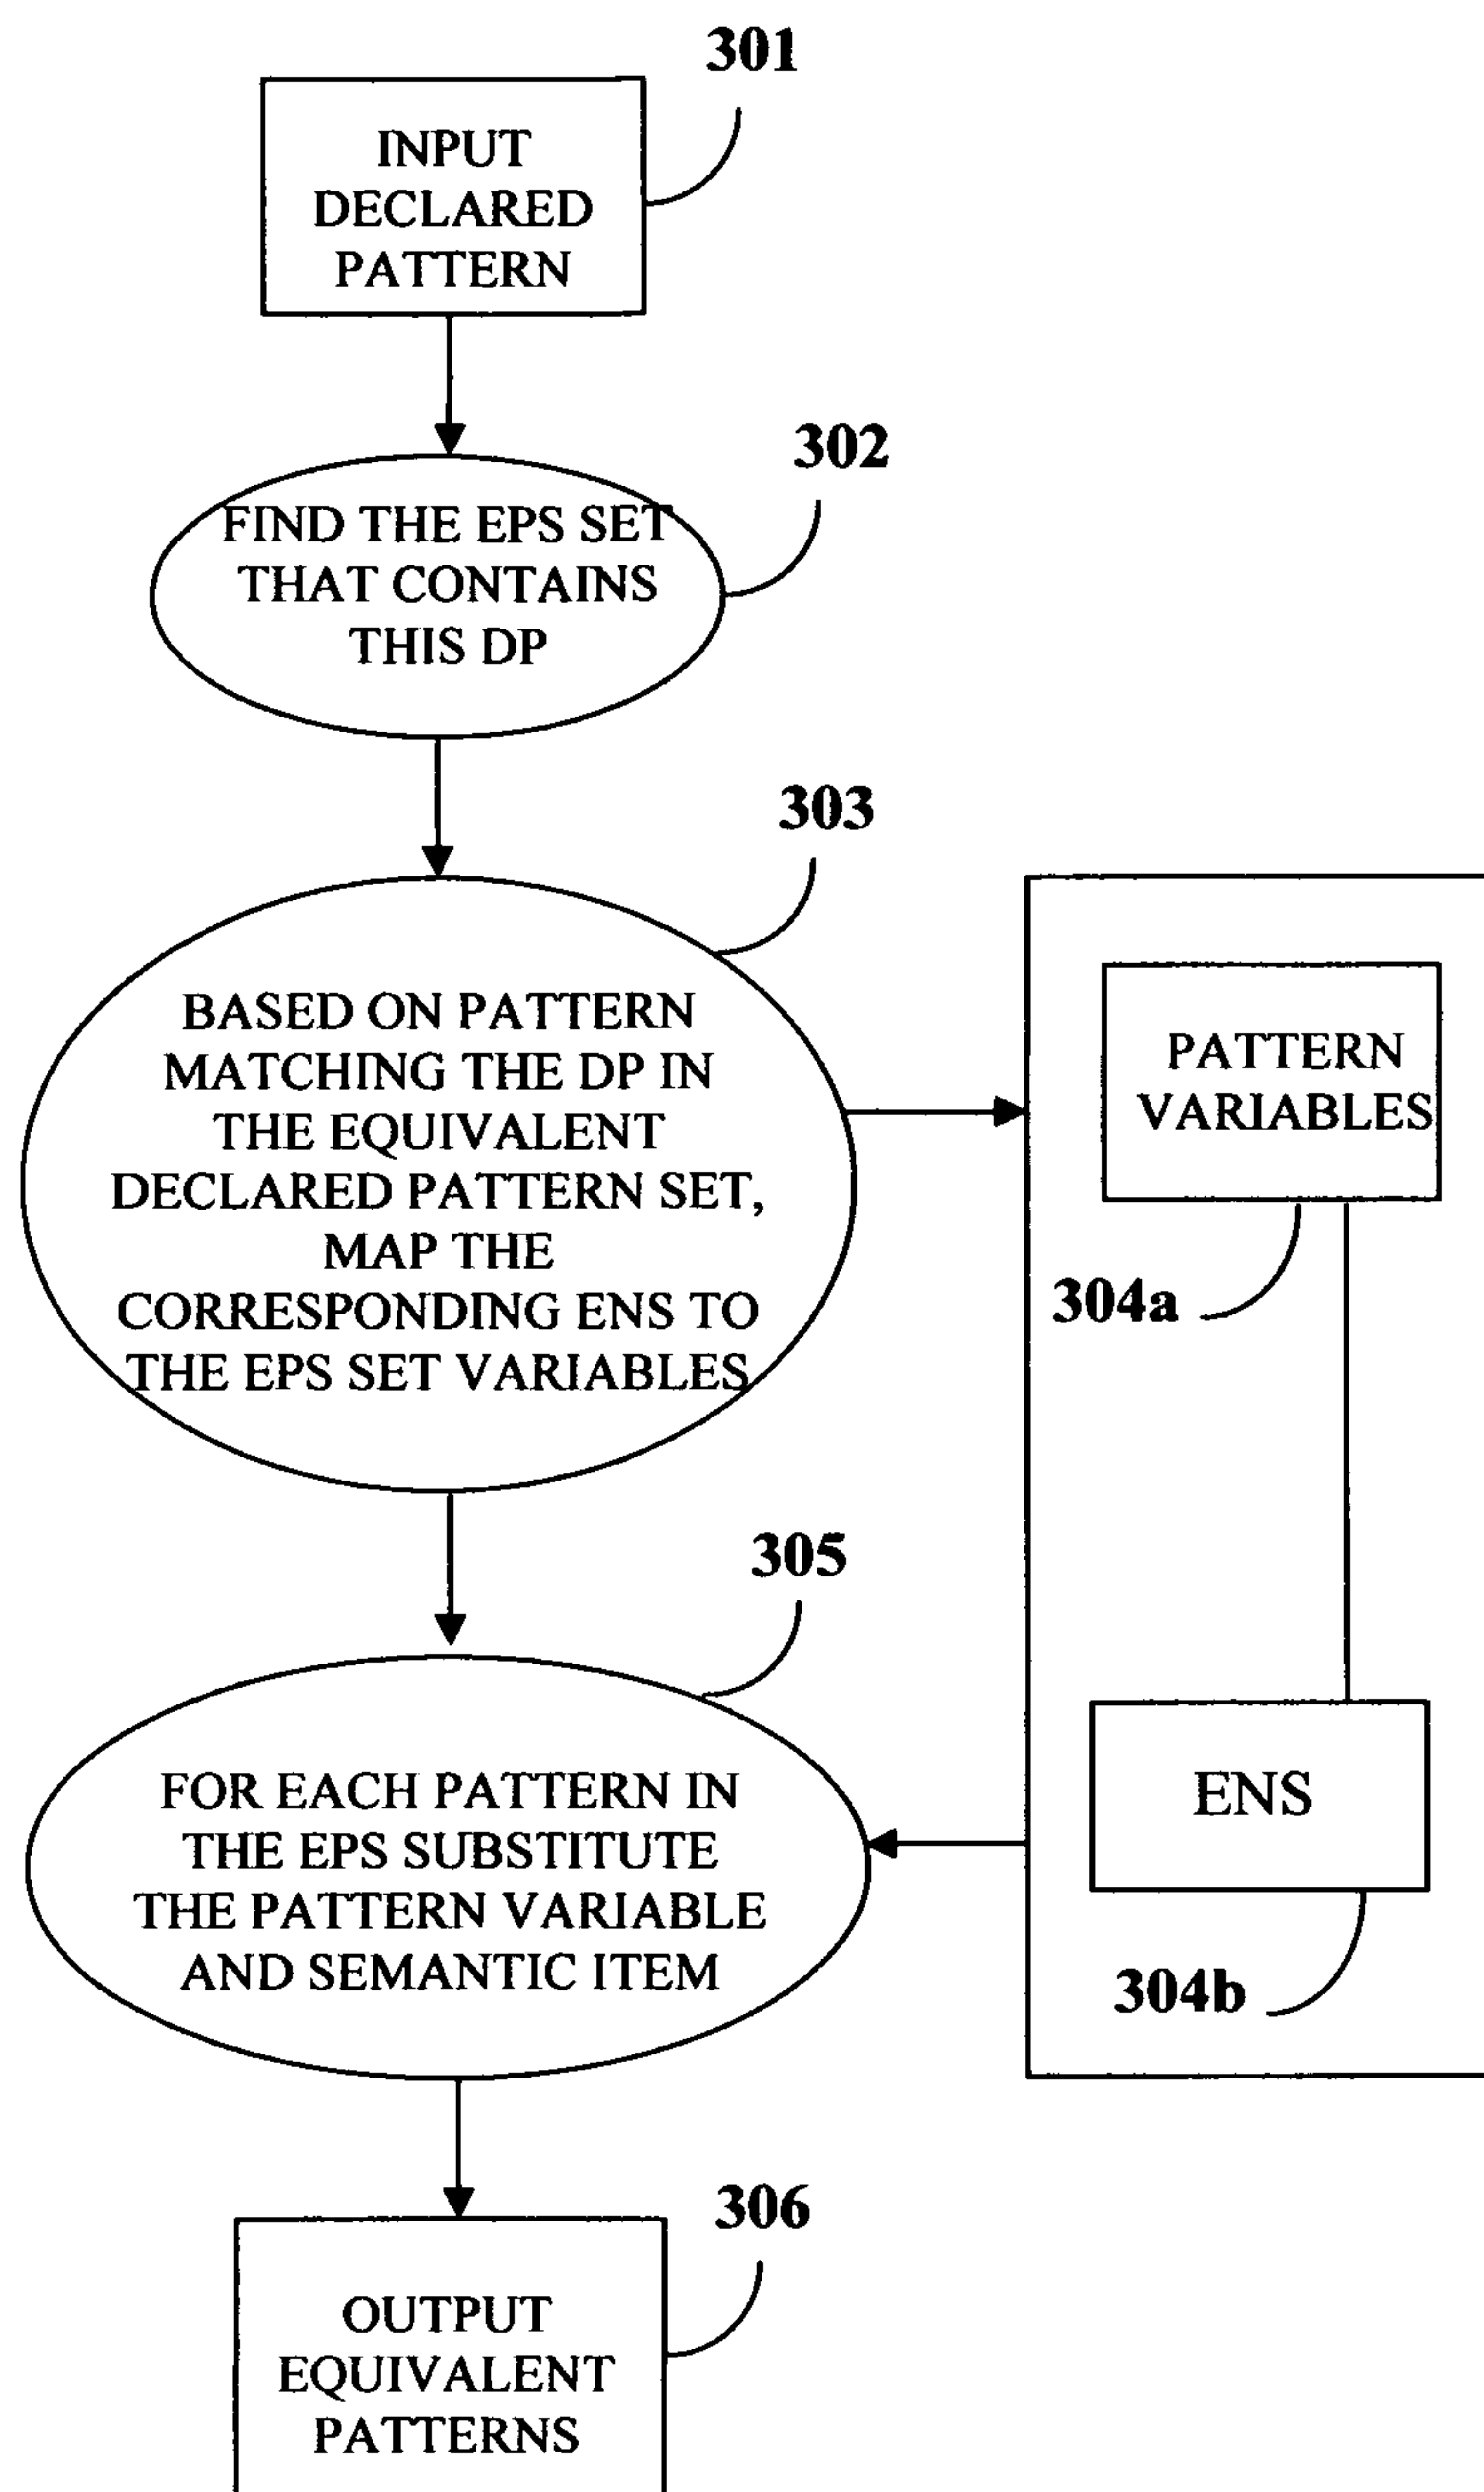 301
INPUT
DECLARED
PATTERN
302
FIND THE EPS SET
THAT CONTAINS
THIS DP
303
BASED ON PATTERN
MATCHING THE DP IN
THE EQUIVALENT
DECLARED PATTERN SET,
MAP THE
CORRESPONDING ENS TO
THE EPS SET VARIABLES
PATTERN
VARIABLES
304a
305
FOR EACH PATTERN IN
THE EPS SUBSTITUTE
THE PATTERN VARIABLE
AND SEMANTIC ITEM
ENS
304b
306
OUTPUT
EQUIVALENT
PATTERNS